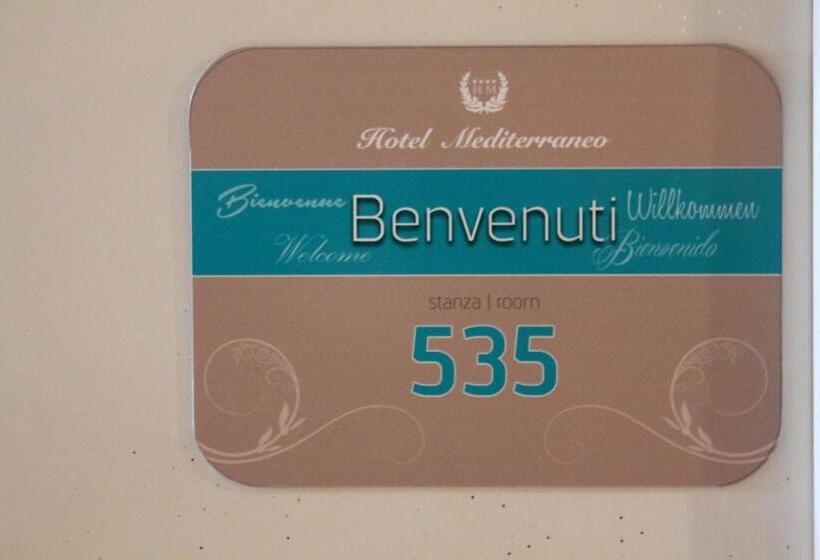 HM
Hotel Mediterraneo
Bienvenue Benvenuti Willkommen
Welcome Bienvenido
stanza | room
535